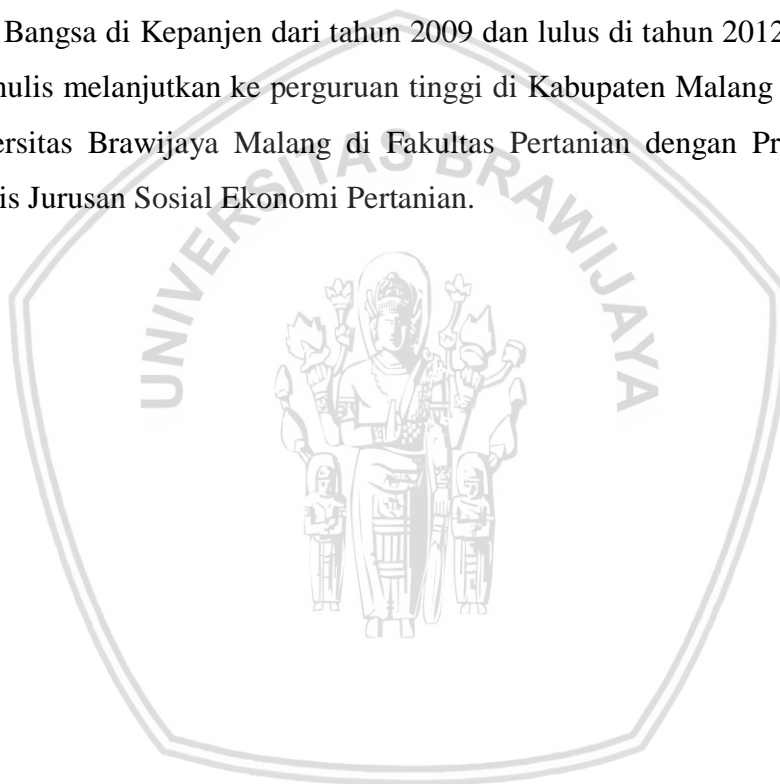 Bangsa di Kepanjen dari tahun 2009 dan lulus di tahun 2012
nulis melanjutkan ke perguruan tinggi di Kabupaten Malang
ersitas Brawijaya Malang di Fakultas Pertanian dengan Pr
is Jurusan Sosial Ekonomi Pertanian.
UNIVERSITAS BRAWIJAYA